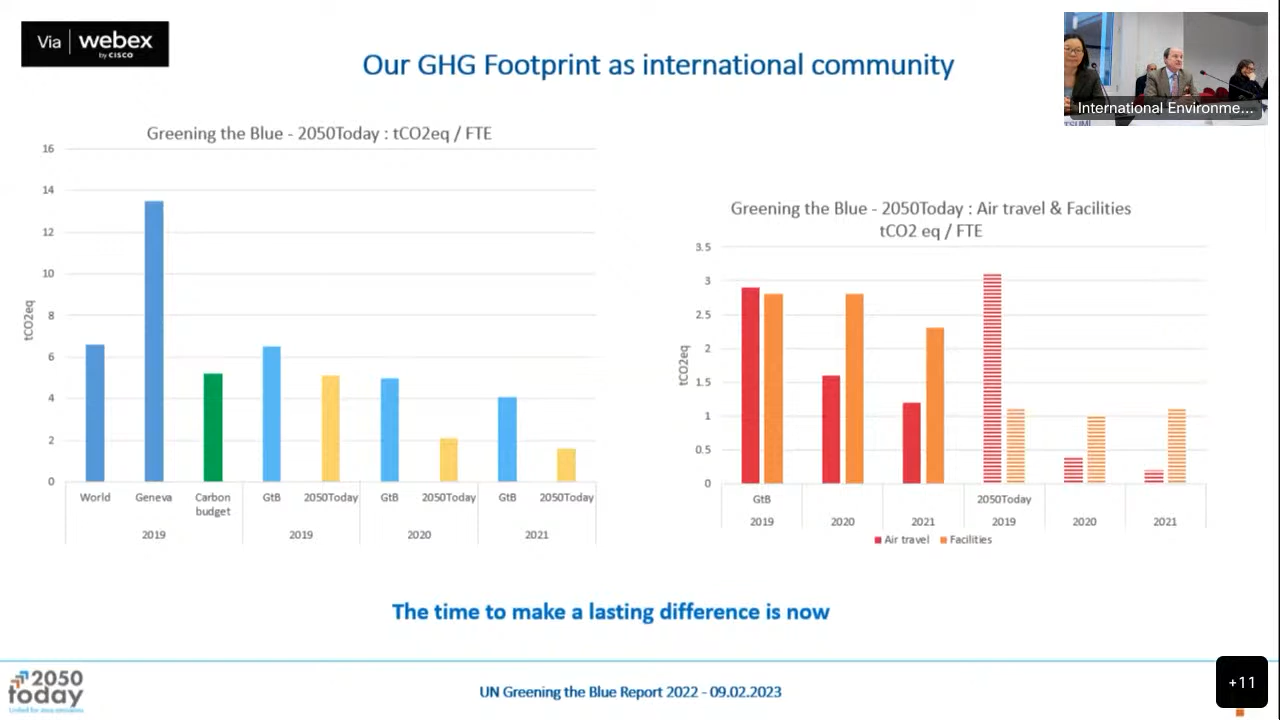 Via webex
by CISCO
Our GHG Footprint as international community
International Environme...
Greening the Blue - 2050Today : tCO2eq / FTE
16
14
12
10
8
6
4
2
0
tCO2eq
World Geneva Carbon budget GtB 2050Today GtB 2050Today GtB 2050Today
2019 2019 2020 2021
Greening the Blue - 2050Today : Air travel & Facilities
tCO2 eq / FTE
3.5
3
2.5
2
1.5
1
0.5
0
tCO2eq
GtB 2050Today
2019 2020 2021 2019 2020 2021
Air travel Facilities
The time to make a lasting difference is now
2050
today
UN Greening the Blue Report 2022 - 09.02.2023
+11